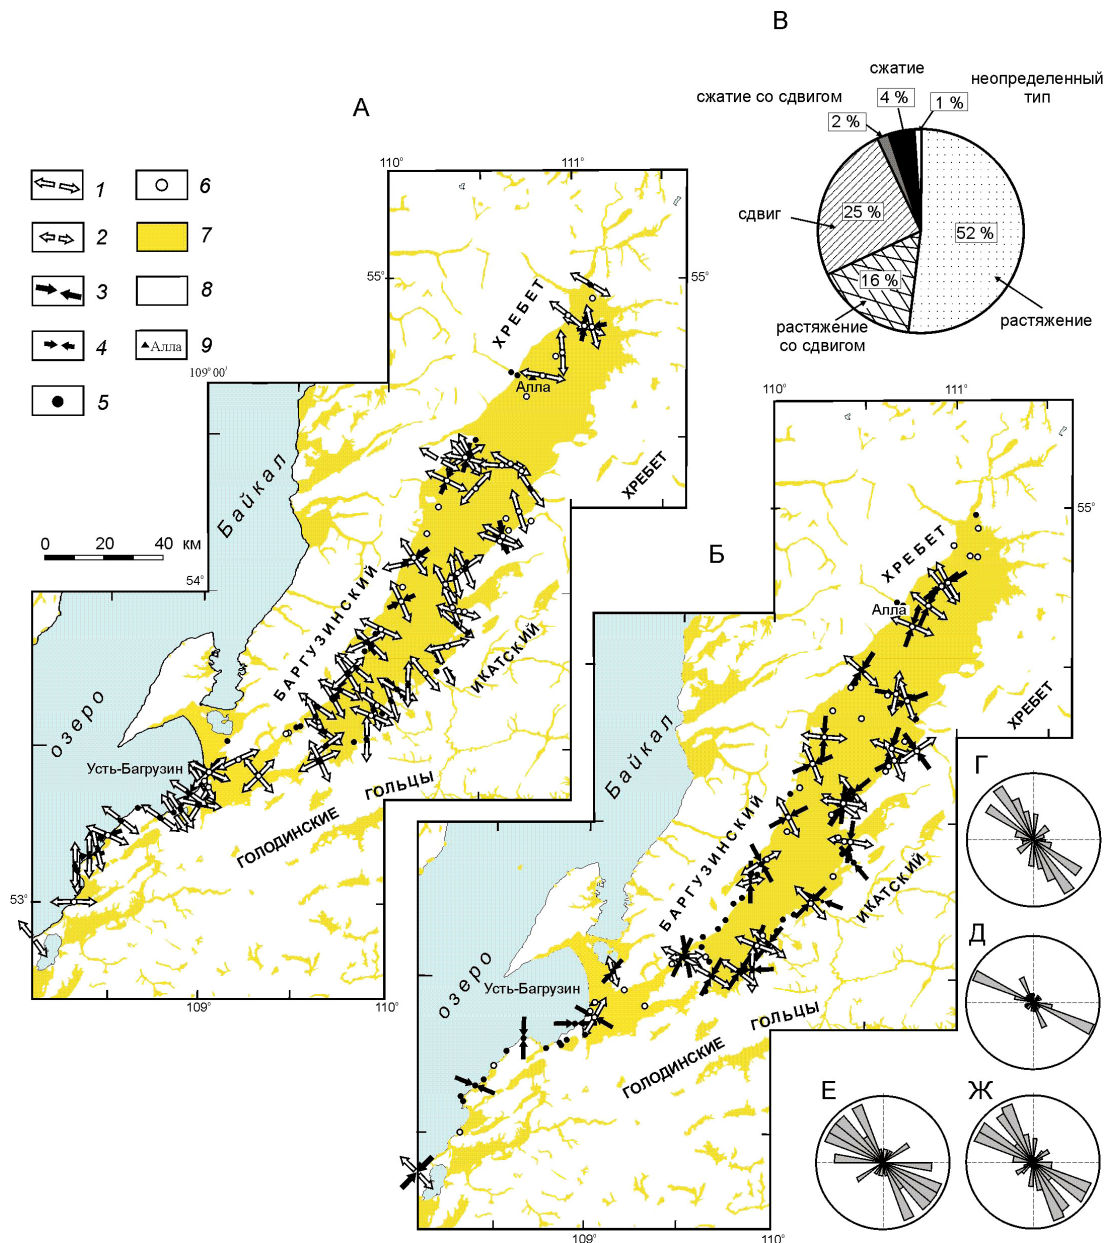 В
сжатие
неопределенный
тип
сжатие со сдвигом
4 %
1 %
2 %
сдвиг
25 %
52 %
16 %
растяжение
со сдвигом
растяжение
А
1
2
3
4
5
6
7
8
Алла 9
110°
111°
55°
ХРЕБЕТ
Алла
109°00'
Байкал
ХРЕБЕТ
0 20 40 км
54°
БАРГУЗИНСКИЙ
ИКАТСКИЙ
озеро
Усть-Багрузин
ГОЛЬЦЫ
ГОЛОДИНСКИЕ
53°
109°
110°
Б
110°
111°
55°
ХРЕБЕТ
Алла
ХРЕБЕТ
Байкал
БАРГУЗИНСКИЙ
ИКАТСКИЙ
озеро
Усть-Багрузин
ГОЛЬЦЫ
ГОЛОДИНСКИЕ
109°
110°
Г
Д
Е
Ж